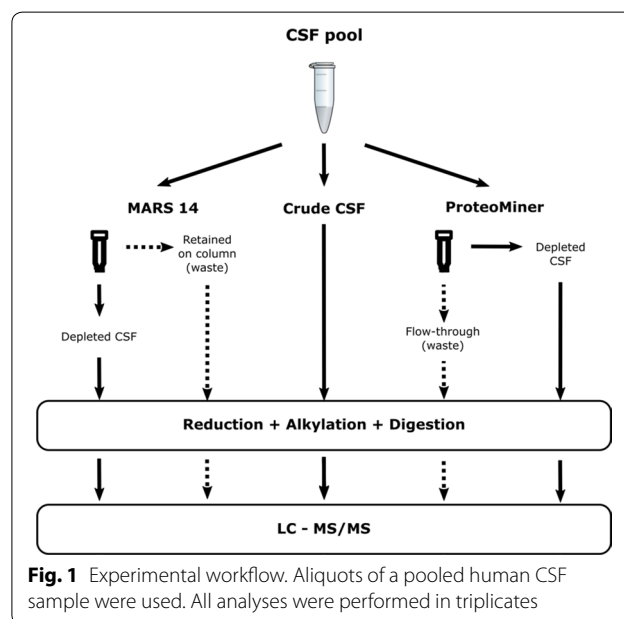 CSF pool
MARS 14
Crude CSF
ProteoMiner
Retained
on column
(waste)
Depleted
CSF
Depleted CSF
Flow-through
(waste)
Reduction + Alkylation + Digestion
LC - MS/MS
Fig. 1 Experimental workflow. Aliquots of a pooled human CSF
sample were used. All analyses were performed in triplicates